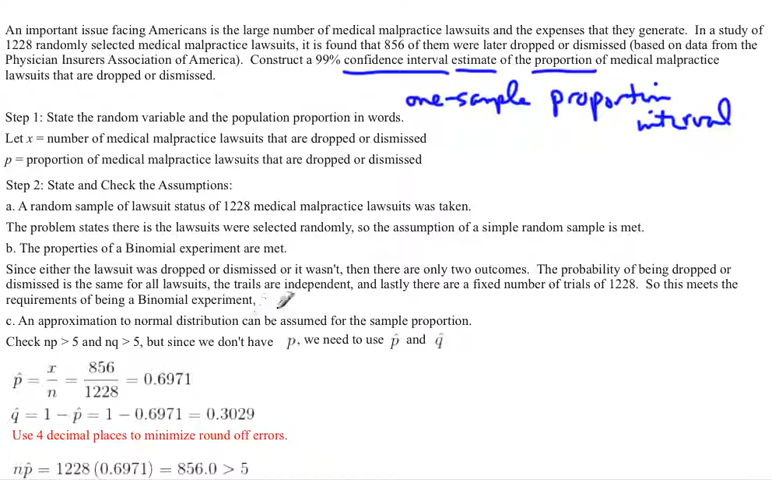 An important issue facing Americans is the large number of medical malpractice lawsuits and the expenses that they generate.  In a study of
1228 randomly selected medical malpractice lawsuits, it is found that 856 of them were later dropped or dismissed (based on data from the
Physician Insurers Association of America).  Construct a 99% confidence interval estimate of the proportion of medical malpractice
lawsuits that are dropped or dismissed.
one-sample proportion
interval
Step 1: State the random variable and the population proportion in words.
Let x = number of medical malpractice lawsuits that are dropped or dismissed
p = proportion of medical malpractice lawsuits that are dropped or dismissed
Step 2: State and Check the Assumptions:
a. A random sample of lawsuit status of 1228 medical malpractice lawsuits was taken.
The problem states there is the lawsuits were selected randomly, so the assumption of a simple random sample is met.
b. The properties of a Binomial experiment are met.
Since either the lawsuit was dropped or dismissed or it wasn't, then there are only two outcomes.  The probability of being dropped or
dismissed is the same for all lawsuits, the trails are independent, and lastly there are a fixed number of trials of 1228.  So this meets the
requirements of being a Binomial experiment,
c. An approximation to normal distribution can be assumed for the sample proportion.
Check np > 5 and nq > 5, but since we don't have p, we need to use p̂ and q̂
p̂ = x/n = 856/1228 = 0.6971
q̂ = 1 − p̂ = 1 − 0.6971 = 0.3029
Use 4 decimal places to minimize round off errors.
np̂ = 1228 (0.6971) = 856.0 > 5